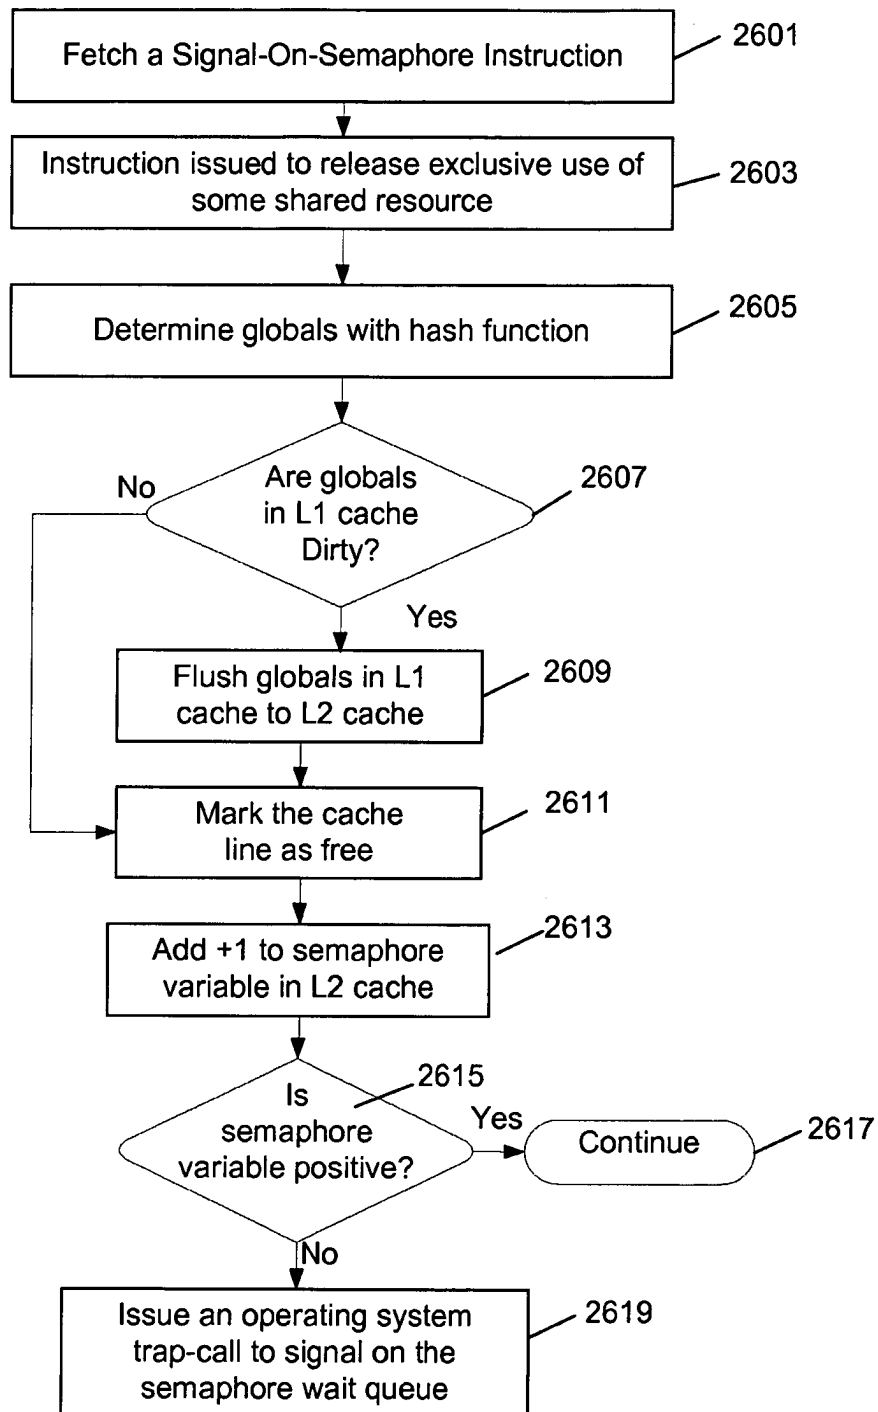 Fetch a Signal-On-Semaphore Instruction
2601
Instruction issued to release exclusive use of
some shared resource
2603
Determine globals with hash function
2605
Are globals
in L1 cache
Dirty?
2607
No
Yes
Flush globals in L1
cache to L2 cache
2609
Mark the cache
line as free
2611
Add +1 to semaphore
variable in L2 cache
2613
Is
semaphore
variable positive?
2615
Yes
Continue
2617
No
Issue an operating system
trap-call to signal on the
semaphore wait queue
2619